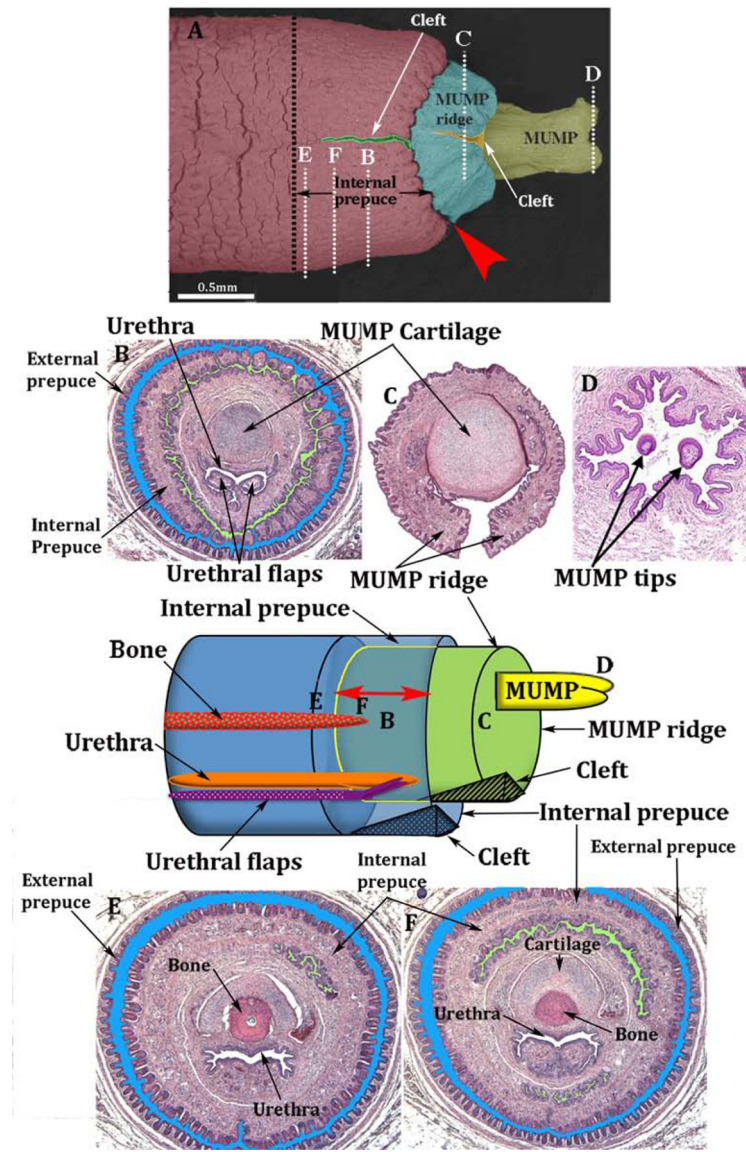 A
Cleft
C
D
MUMP
ridge
MUMP
E
F
B
Cleft
Internal
prepuce
0.5mm
Urethra
MUMP Cartilage
External
prepuce
B
C
D
Internal
Prepuce
Urethral flaps
MUMP ridge
MUMP tips
Internal prepuce
Bone
D
MUMP
E
F
B
C
MUMP ridge
Urethra
Cleft
Internal prepuce
Urethral flaps
Cleft
External prepuce
Internal
prepuce
External
prepuce
E
F
Bone
Cartilage
Urethra
Bone
Urethra